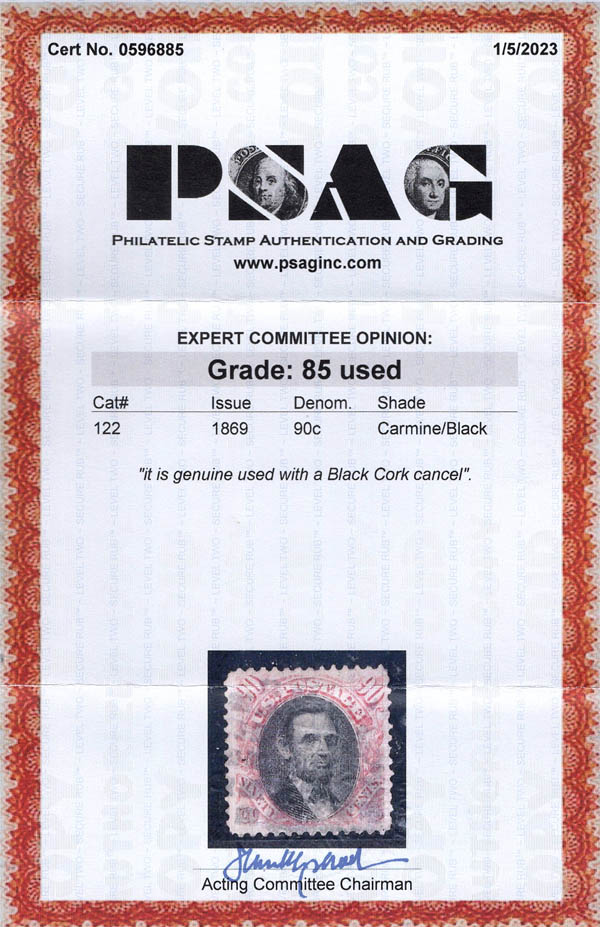 Cert No. 0596885 1/5/2023
PSAG
PHILATELIC STAMP AUTHENTICATION AND GRADING
www.psaginc.com
EXPERT COMMITTEE OPINION:
Grade: 85 used
Cat# Issue Denom. Shade
122 1869 90c Carmine/Black
"it is genuine used with a Black Cork cancel".
90 90
Acting Committee Chairman